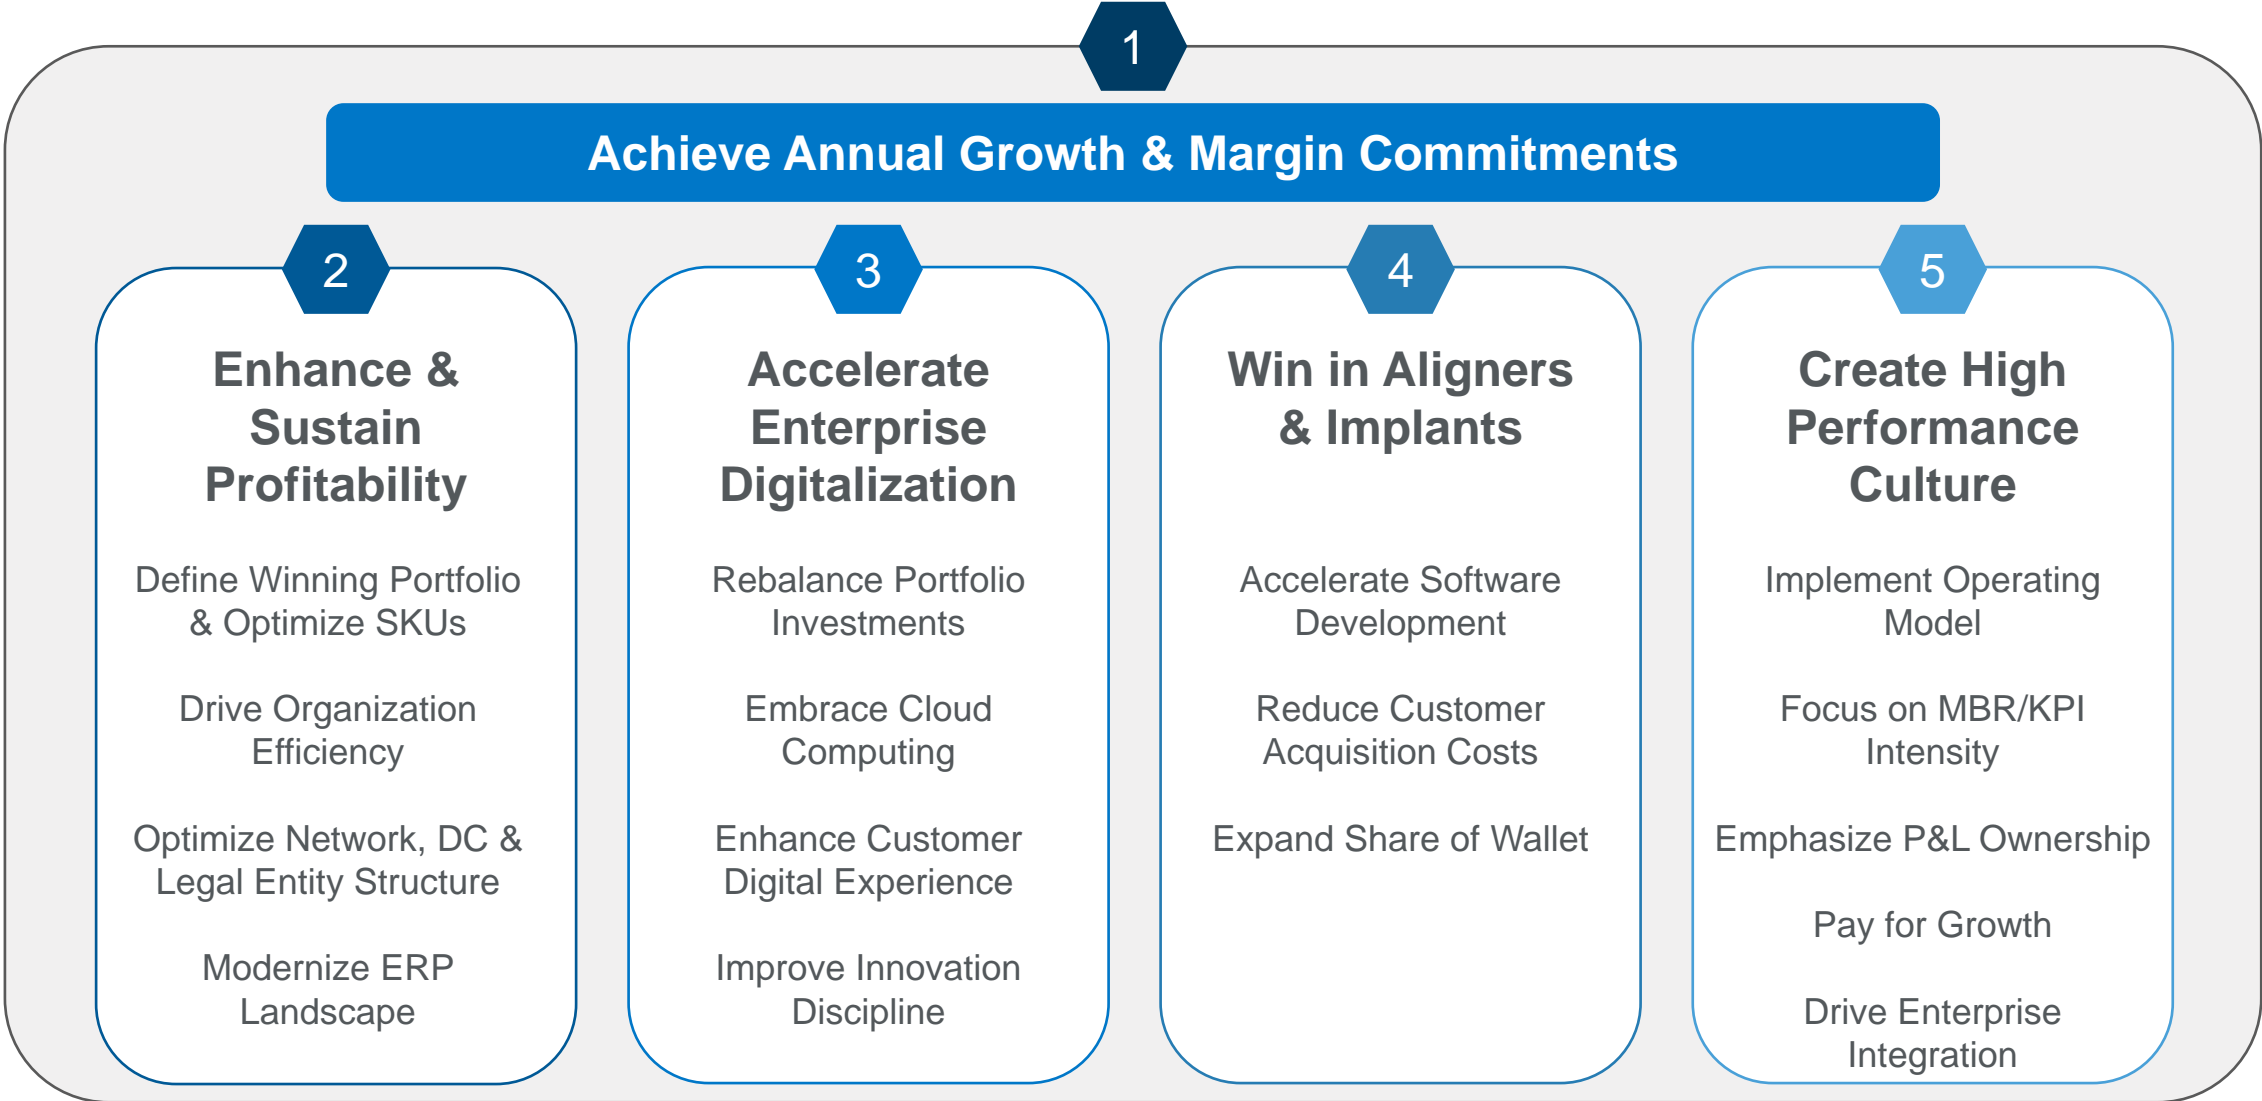 1
Achieve Annual Growth & Margin Commitments
2
Enhance &
Sustain
Profitability
Define Winning Portfolio
& Optimize SKUs
Drive Organization
Efficiency
Optimize Network, DC &
Legal Entity Structure
Modernize ERP
Landscape
3
Accelerate
Enterprise
Digitalization
Rebalance Portfolio
Investments
Embrace Cloud
Computing
Enhance Customer
Digital Experience
Improve Innovation
Discipline
4
Win in Aligners
& Implants
Accelerate Software
Development
Reduce Customer
Acquisition Costs
Expand Share of Wallet
5
Create High
Performance
Culture
Implement Operating
Model
Focus on MBR/KPI
Intensity
Emphasize P&L Ownership
Pay for Growth
Drive Enterprise
Integration